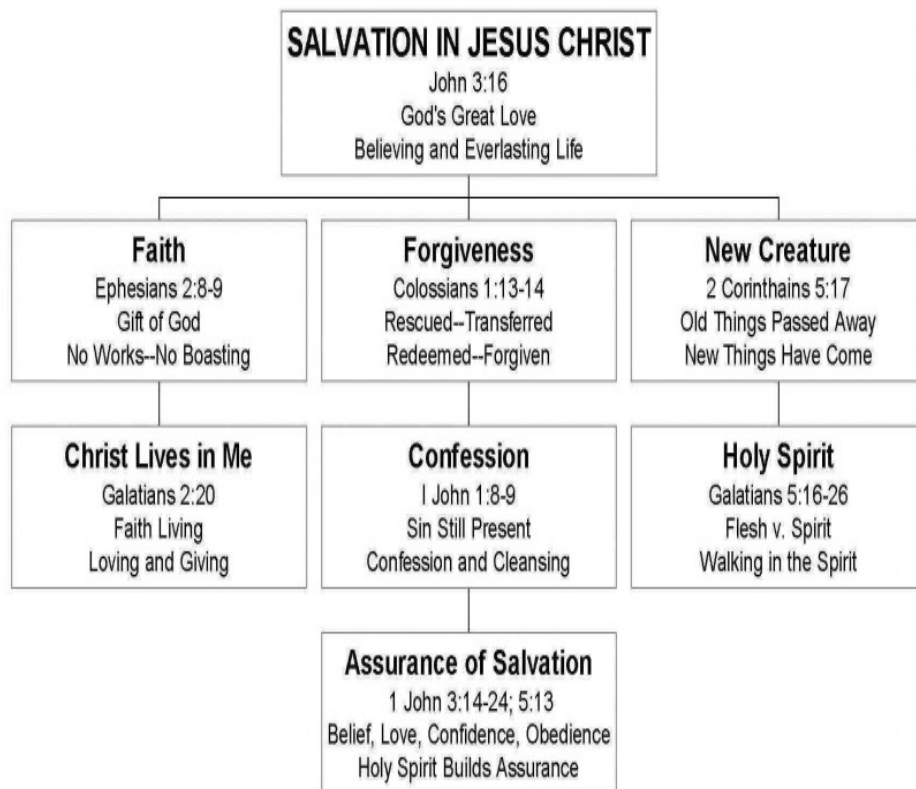 SALVATION IN JESUS CHRIST
John 3:16
God's Great Love
Believing and Everlasting Life
Faith
Ephesians 2:8-9
Gift of God
No Works--No Boasting
Forgiveness
Colossians 1:13-14
Rescued--Transferred
Redeemed--Forgiven
New Creature
2 Corinthains 5:17
Old Things Passed Away
New Things Have Come
Christ Lives in Me
Galatians 2:20
Faith Living
Loving and Giving
Confession
I John 1:8-9
Sin Still Present
Confession and Cleansing
Holy Spirit
Galatians 5:16-26
Flesh v. Spirit
Walking in the Spirit
Assurance of Salvation
1 John 3:14-24; 5:13
Belief, Love, Confidence, Obedience
Holy Spirit Builds Assurance